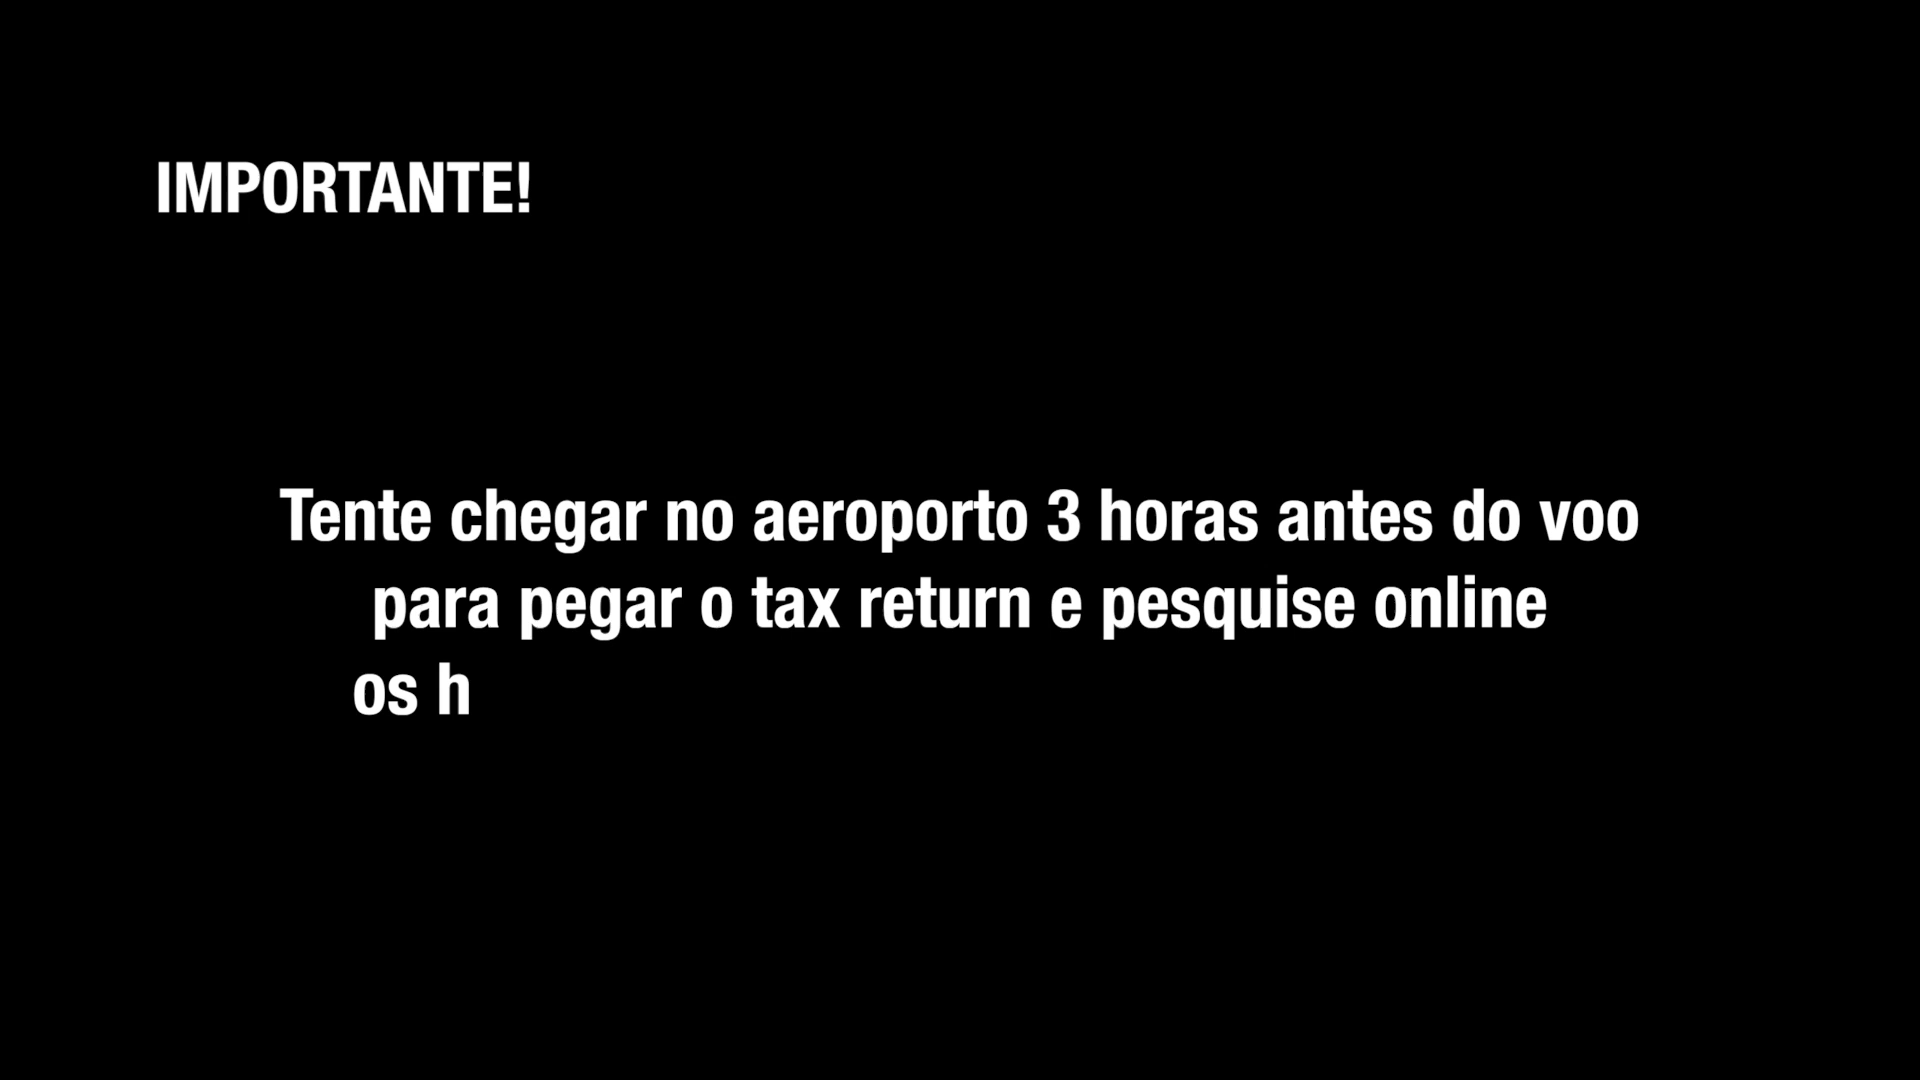 IMPORTANTE!
Tente chegar no aeroporto 3 horas antes do voo
para pegar o tax return e pesquise online
os h